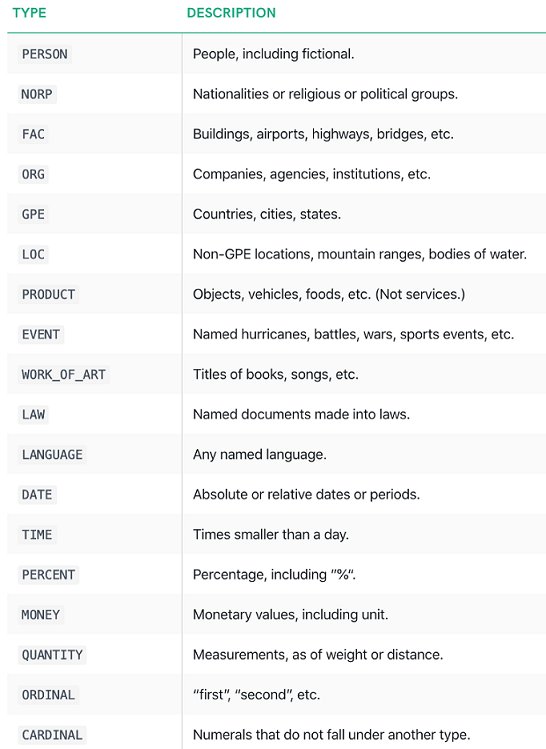 TYPE DESCRIPTION
PERSON People, including fictional.
NORP Nationalities or religious or political groups.
FAC Buildings, airports, highways, bridges, etc.
ORG Companies, agencies, institutions, etc.
GPE Countries, cities, states.
LOC Non-GPE locations, mountain ranges, bodies of water.
PRODUCT Objects, vehicles, foods, etc. (Not services.)
EVENT Named hurricanes, battles, wars, sports events, etc.
WORK_OF_ART Titles of books, songs, etc.
LAW Named documents made into laws.
LANGUAGE Any named language.
DATE Absolute or relative dates or periods.
TIME Times smaller than a day.
PERCENT Percentage, including ”%“.
MONEY Monetary values, including unit.
QUANTITY Measurements, as of weight or distance.
ORDINAL “first”, “second”, etc.
CARDINAL Numerals that do not fall under another type.